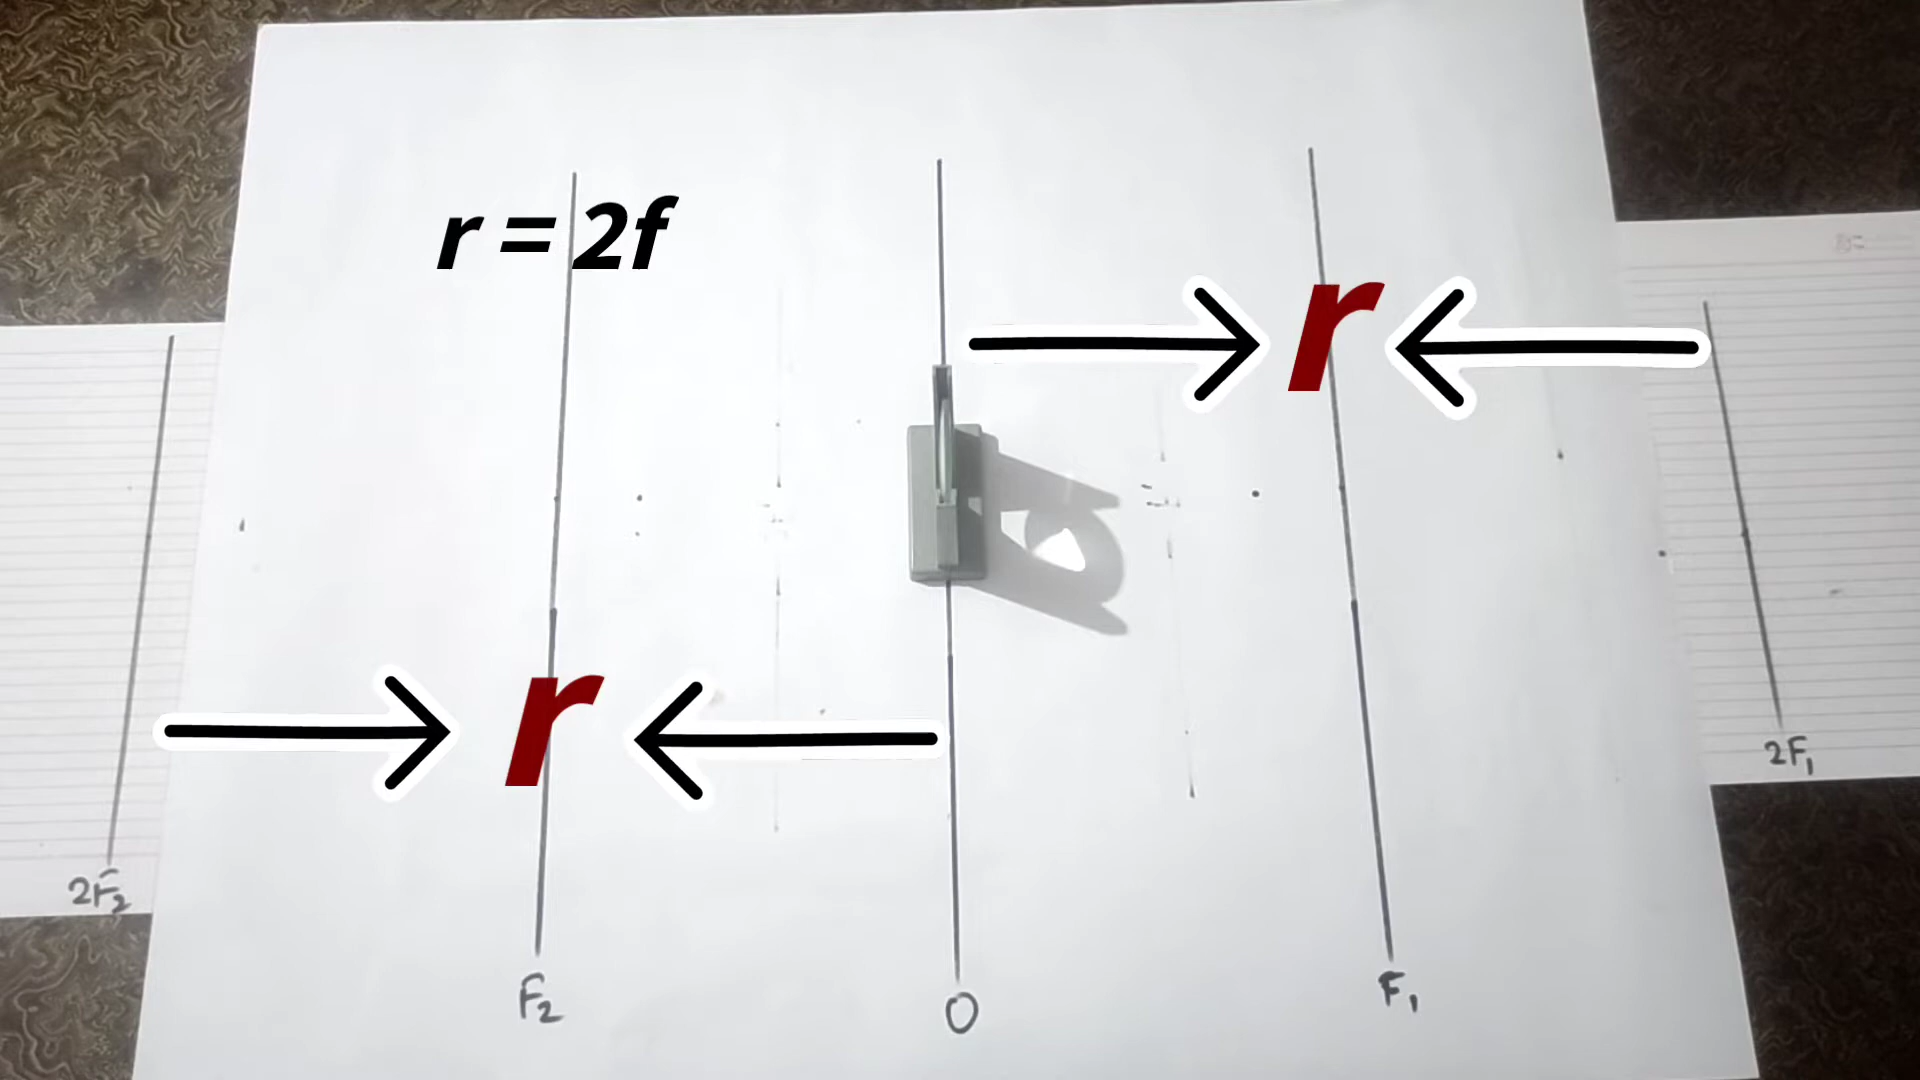 r = 2f
r
r
2F₁
2F₂
F₂
O
F₁